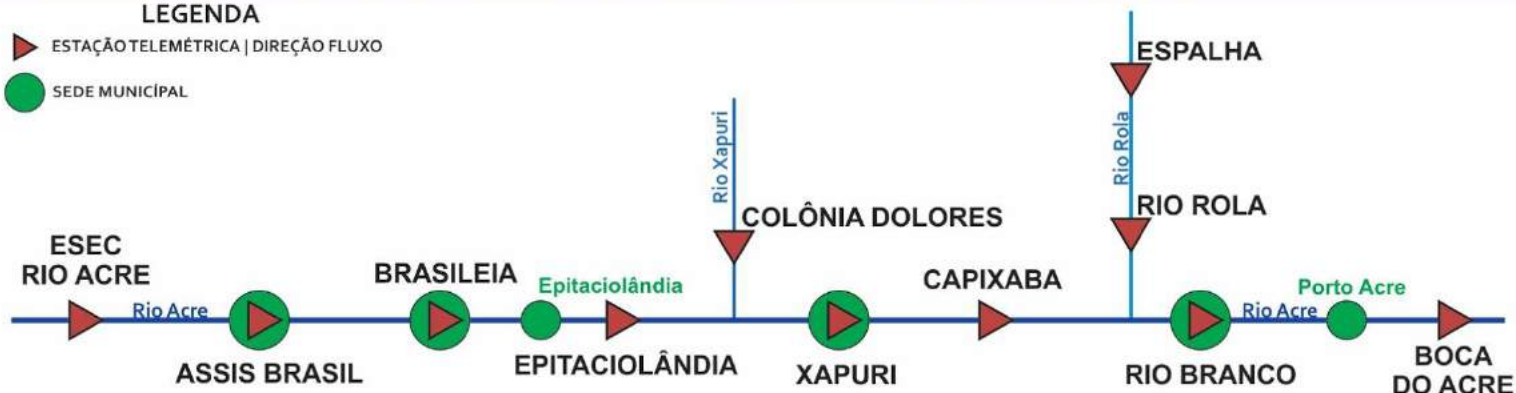 LEGENDA
ESTAÇÃO TELEMÉTRICA | DIREÇÃO FLUXO
SEDE MUNICÍPAL
ESPALHA
Rio Xapuri
Rio Rola
COLÔNIA DOLORES
RIO ROLA
ESEC
RIO ACRE
BRASILEIA
Epitaciolândia
CAPIXABA
Porto Acre
Rio Acre
Rio Acre
ASSIS BRASIL
EPITACIOLÂNDIA
XAPURI
RIO BRANCO
BOCA
DO ACRE